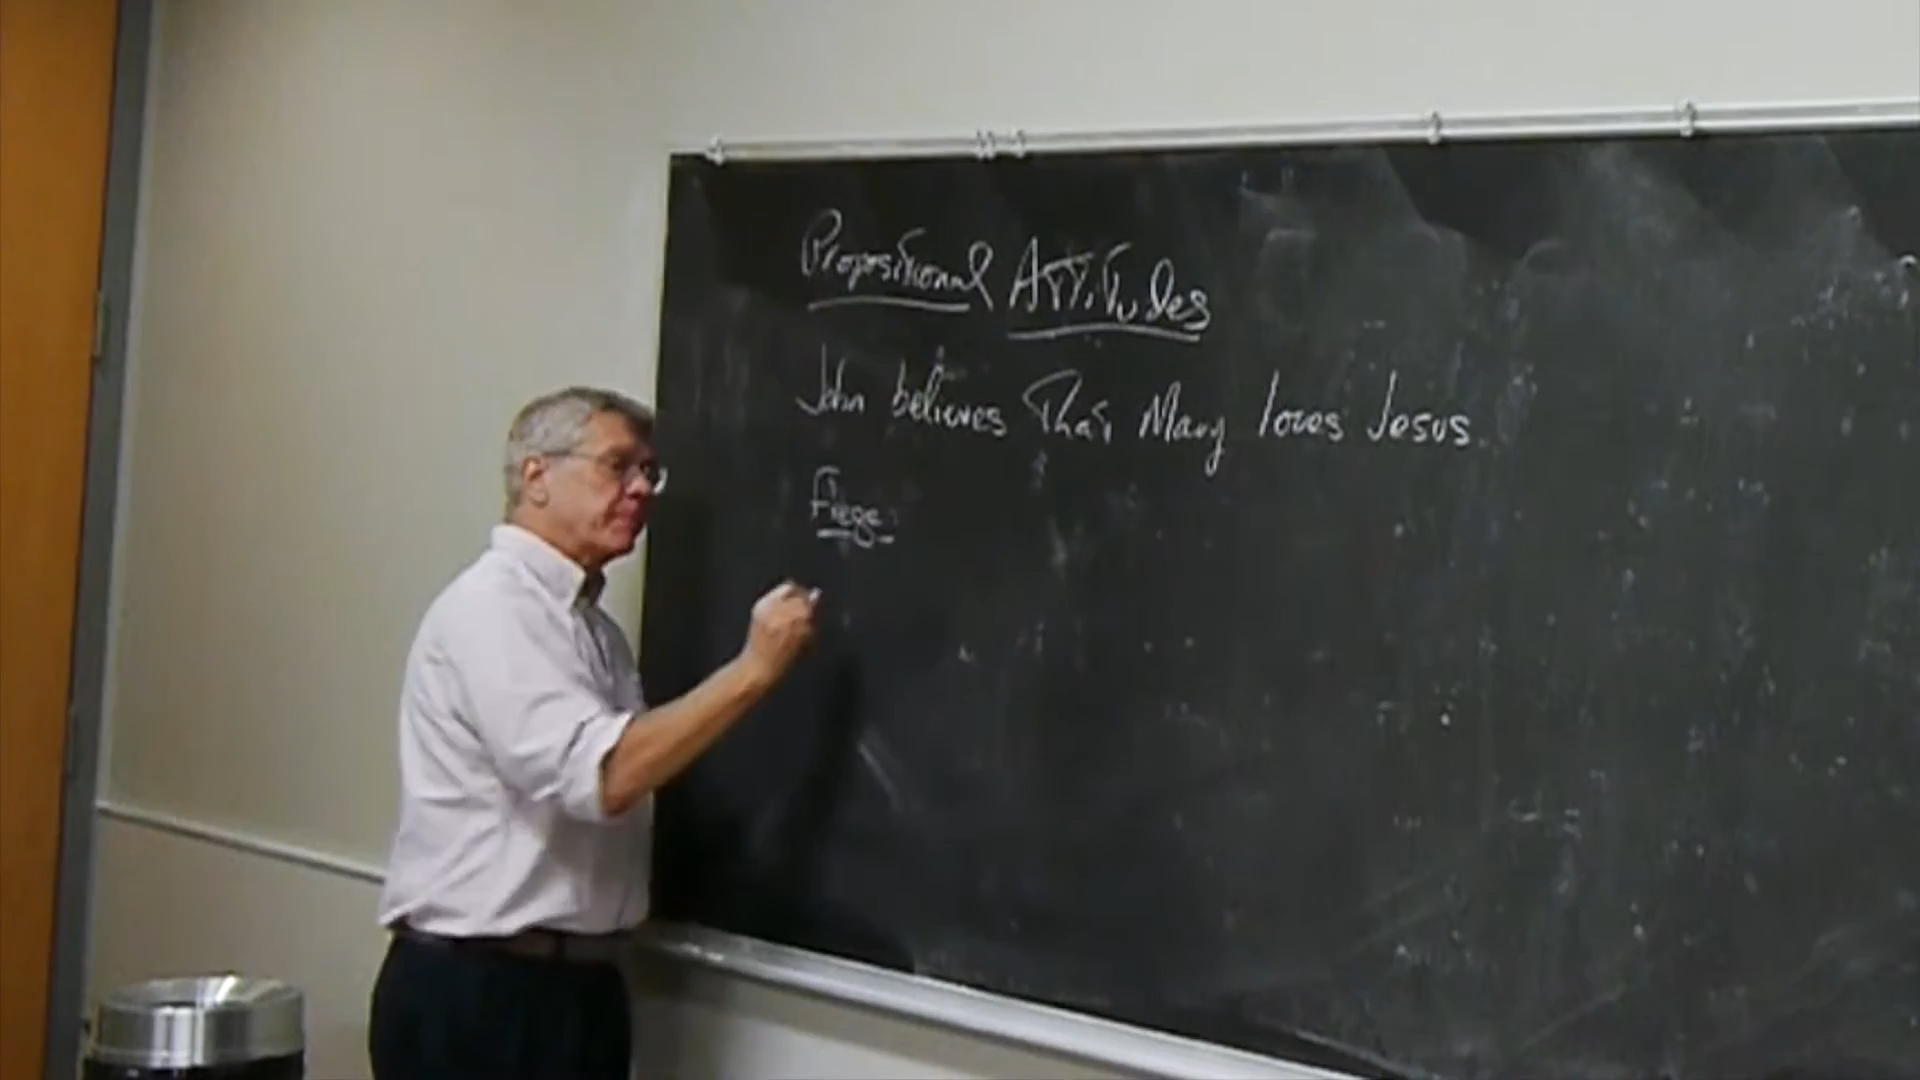 Propositional Attitudes
John believes That Mary loves Jesus.
Frege: